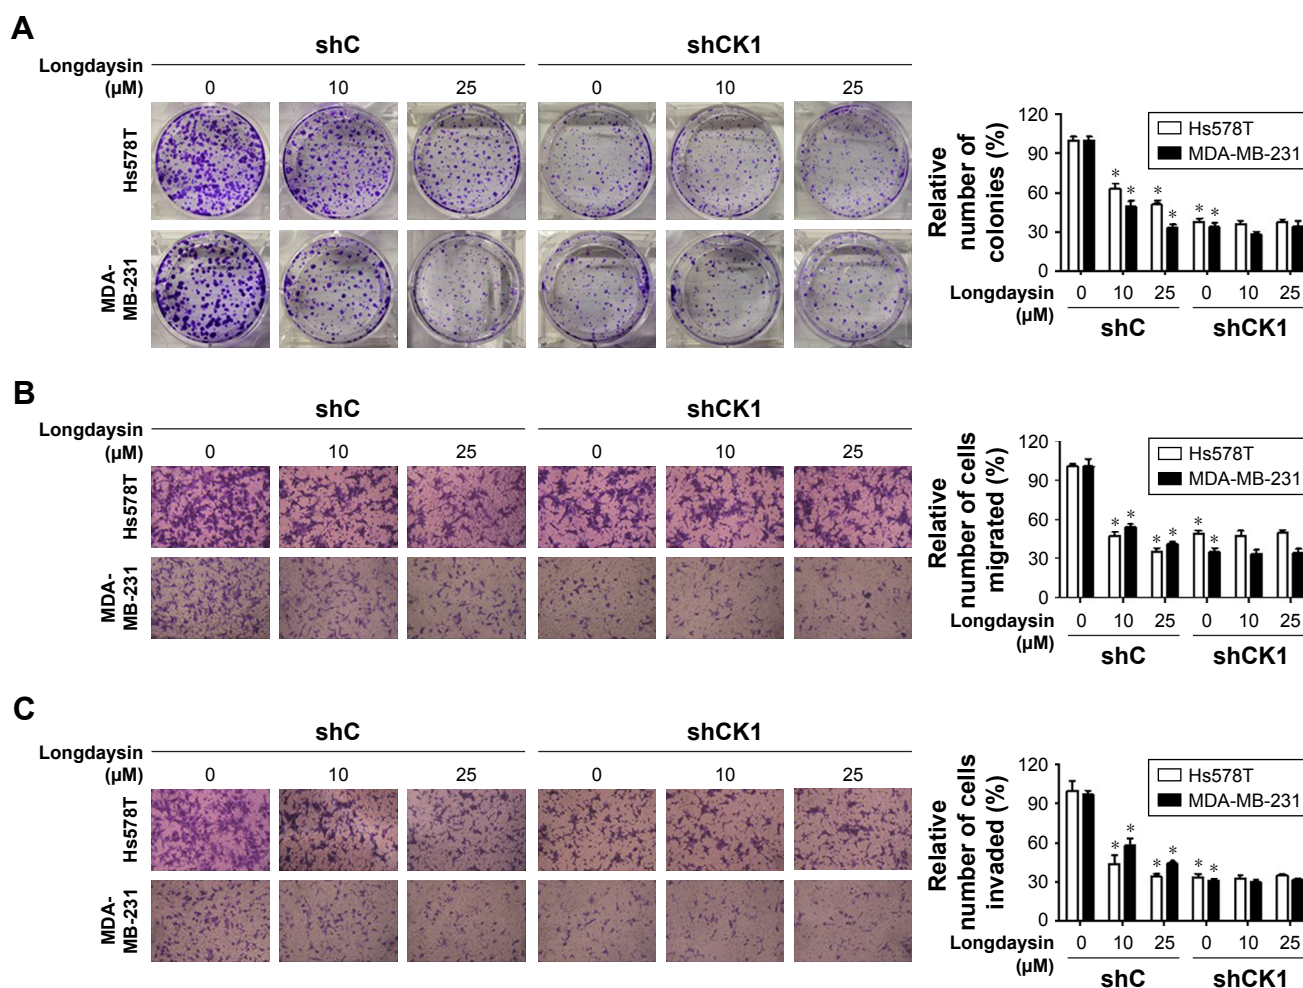 A
shC
shCK1
Longdaysin
(µM)
0
10
25
0
10
25
Hs578T
MDA-
MB-231
Relative
number of
colonies (%)
120
90
60
30
0
Hs578T
MDA-MB-231
*
*
*
*
*
*
Longdaysin
(µM)
0
10
25
0
10
25
shC
shCK1
B
shC
shCK1
Longdaysin
(µM)
0
10
25
0
10
25
Hs578T
MDA-
MB-231
Relative
number of cells
migrated (%)
120
90
60
30
0
Hs578T
MDA-MB-231
*
*
*
*
*
*
Longdaysin
(µM)
0
10
25
0
10
25
shC
shCK1
C
shC
shCK1
Longdaysin
(µM)
0
10
25
0
10
25
Hs578T
MDA-
MB-231
Relative
number of cells
invaded (%)
120
90
60
30
0
Hs578T
MDA-MB-231
*
*
*
*
*
*
Longdaysin
(µM)
0
10
25
0
10
25
shC
shCK1